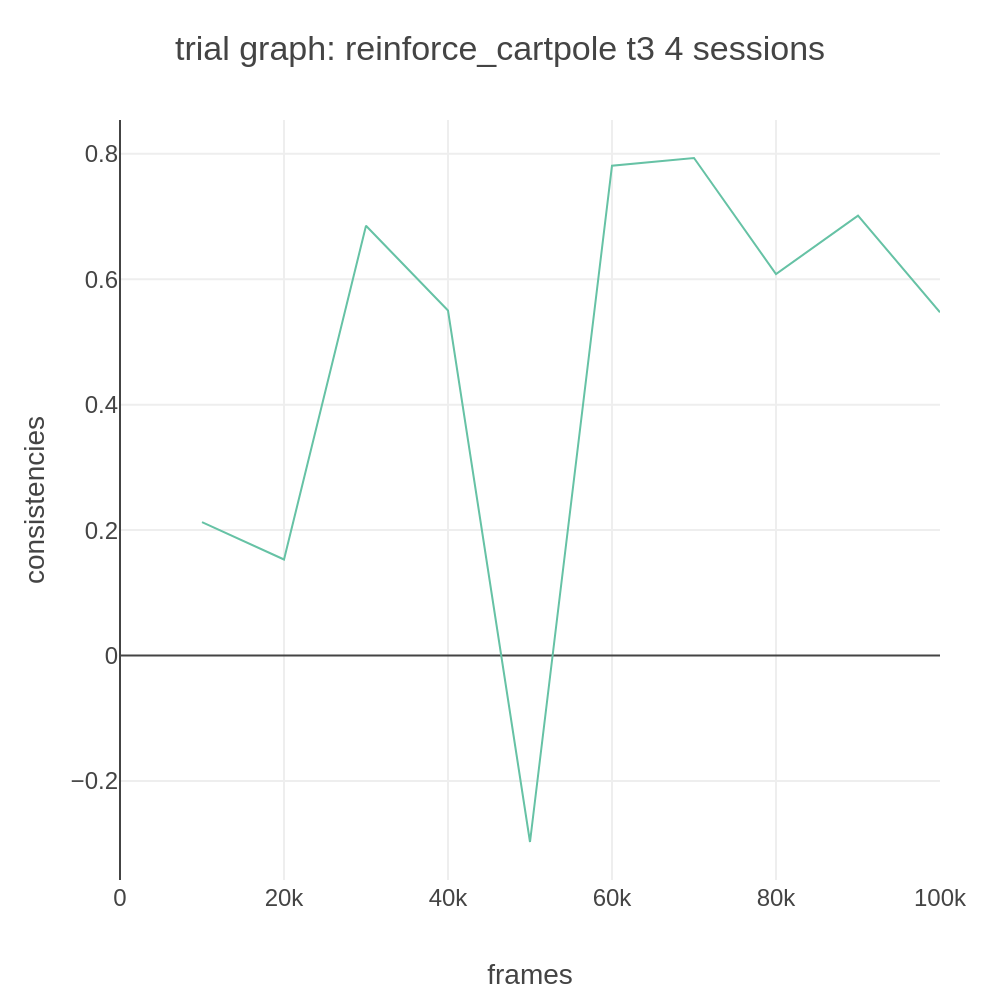 trial graph: reinforce_cartpole t3 4 sessions
consistencies
0.8
0.6
0.4
0.2
0
−0.2
0 20k 40k 60k 80k 100k
frames